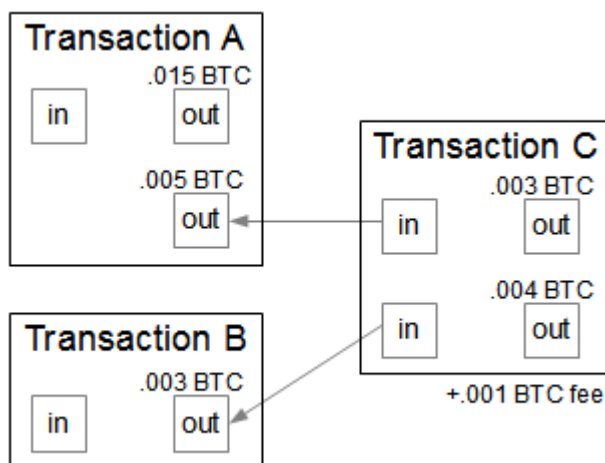 Transaction A
.015 BTC
in
out
.005 BTC
out
Transaction C
.003 BTC
in
out
.004 BTC
in
out
+.001 BTC fee
Transaction B
.003 BTC
in
out